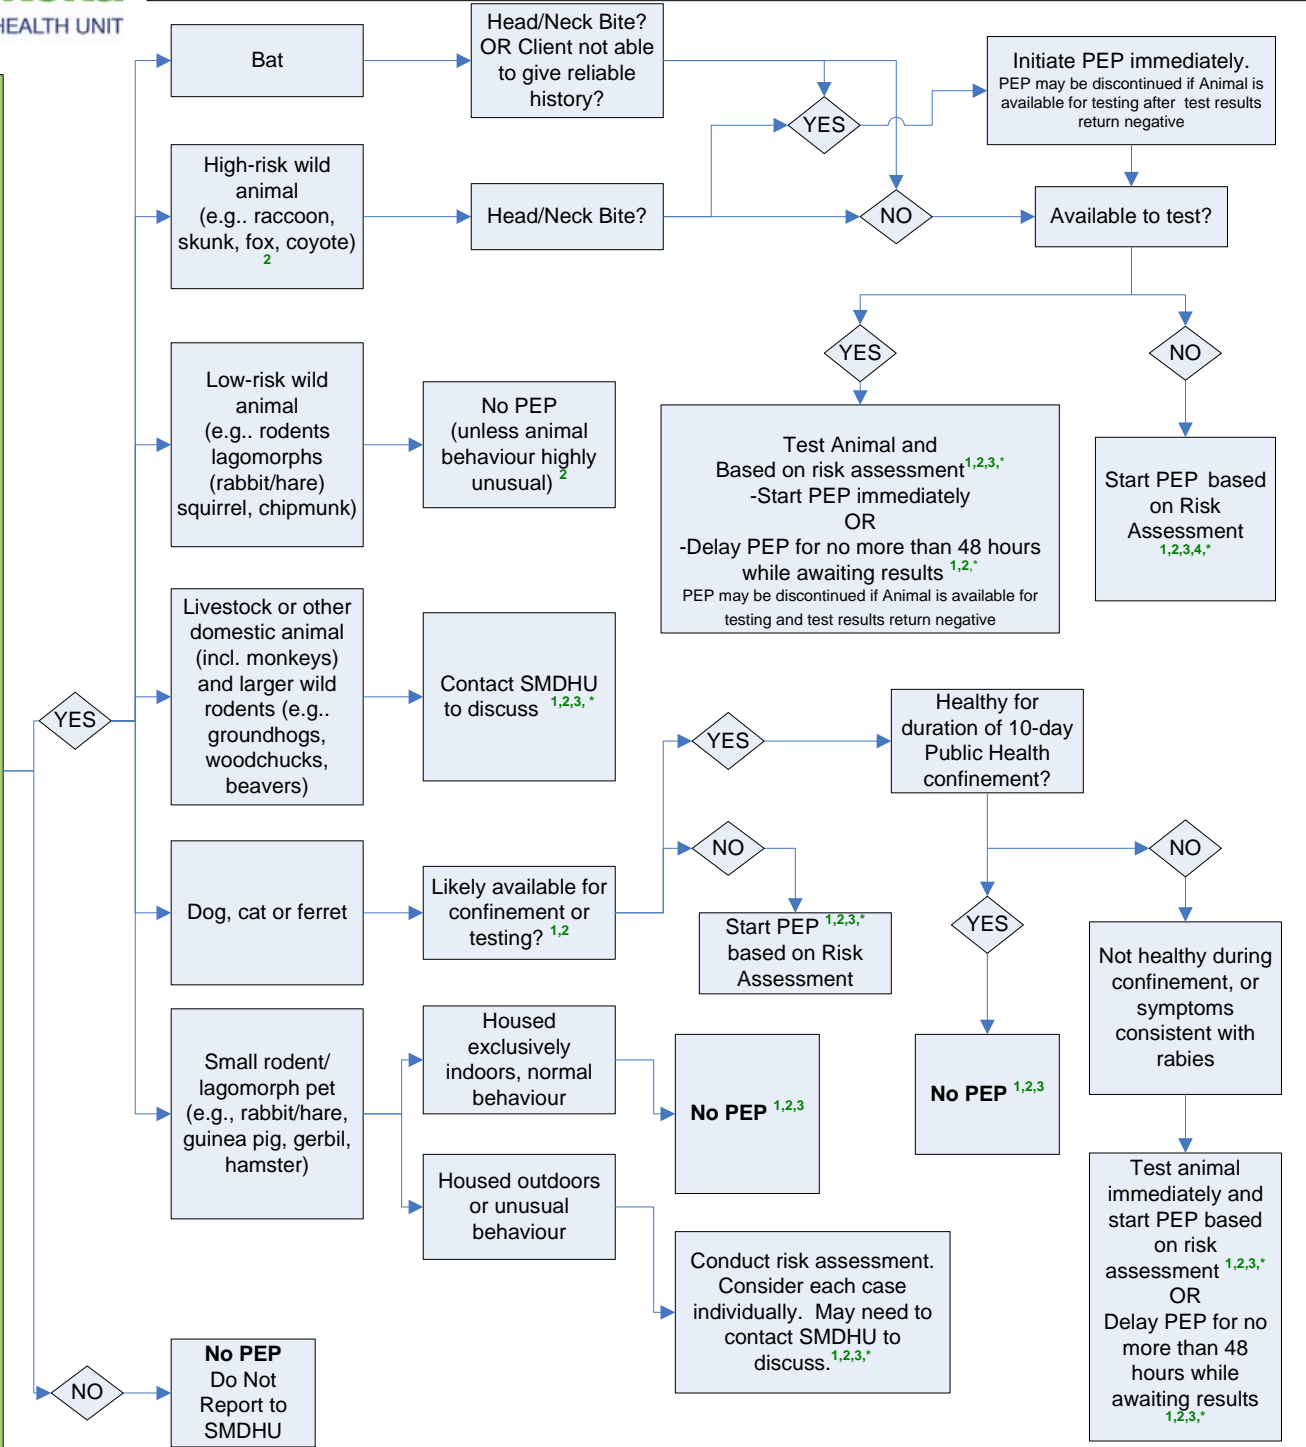 HEALTH UNIT
Bat
Head/Neck Bite?
OR Client not able
to give reliable
history?
YES
Initiate PEP immediately.
PEP may be discontinued if Animal is
available for testing after test results
return negative
High-risk wild
animal
(e.g.. raccoon,
skunk, fox, coyote)
2
Head/Neck Bite?
NO
Available to test?
YES
NO
Low-risk wild
animal
(e.g.. rodents
lagomorphs
(rabbit/hare)
squirrel, chipmunk)
No PEP
(unless animal
behaviour highly
unusual) 2
Test Animal and
Based on risk assessment1,2,3,*
-Start PEP immediately
OR
-Delay PEP for no more than 48 hours
while awaiting results 1,2,*
PEP may be discontinued if Animal is available for
testing and test results return negative
Start PEP based
on Risk
Assessment
1,2,3,4,*
YES
Livestock or other
domestic animal
(incl. monkeys)
and larger wild
rodents (e.g..
groundhogs,
woodchucks,
beavers)
Contact SMDHU
to discuss 1,2,3, *
YES
Healthy for
duration of 10-day
Public Health
confinement?
NO
NO
YES
Dog, cat or ferret
Likely available for
confinement or
testing? 1,2
Start PEP 1,2,3,*
based on Risk
Assessment
Not healthy during
confinement, or
symptoms
consistent with
rabies
Small rodent/
lagomorph pet
(e.g., rabbit/hare,
guinea pig, gerbil,
hamster)
Housed
exclusively
indoors, normal
behaviour
No PEP 1,2,3
No PEP 1,2,3
Housed outdoors
or unusual
behaviour
Conduct risk assessment.
Consider each case
individually. May need to
contact SMDHU to
discuss.1,2,3,*
Test animal
immediately and
start PEP based
on risk
assessment 1,2,3,*
OR
Delay PEP for no
more than 48
hours while
awaiting results
1,2,3,*
NO
No PEP
Do Not
Report to
SMDHU